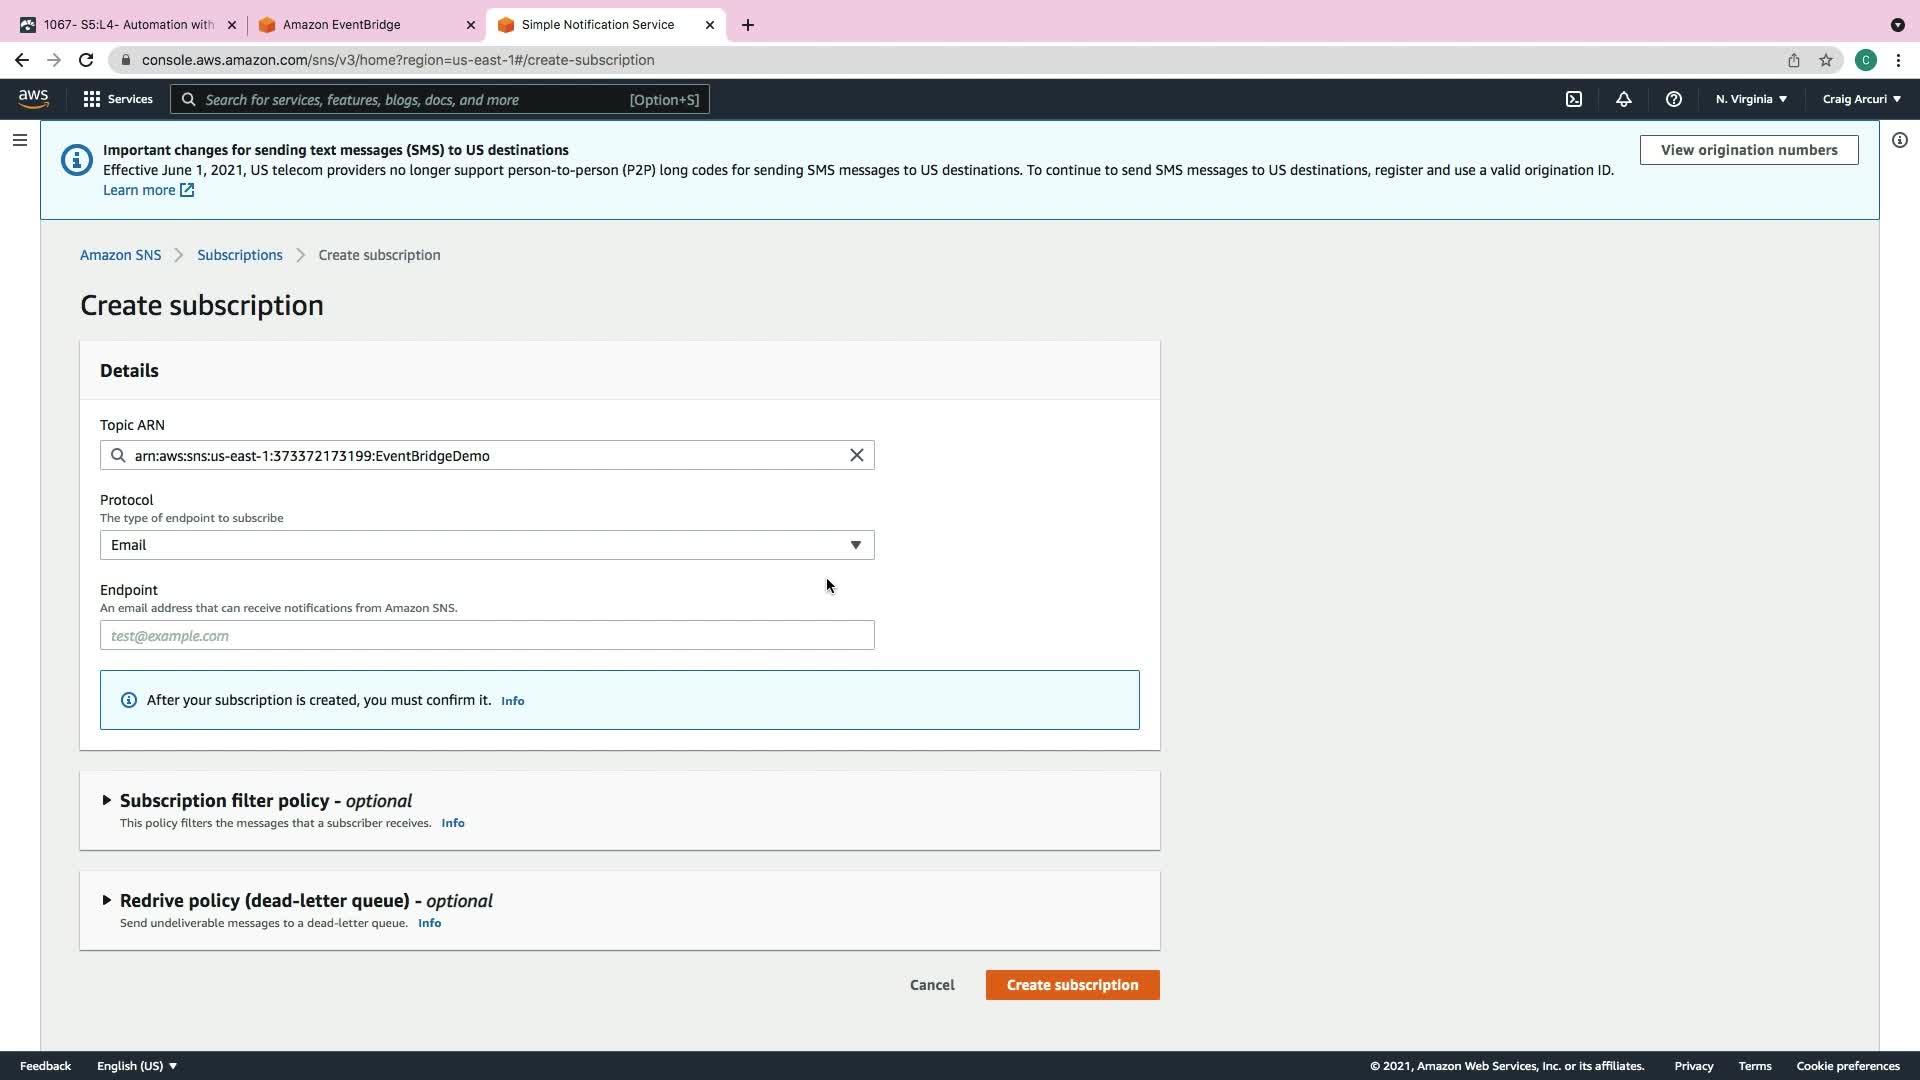 1067- S5:L4- Automation with
Amazon EventBridge
Simple Notification Service
console.aws.amazon.com/sns/v3/home?region=us-east-1#/create-subscription
C
aws
Services
Search for services, features, blogs, docs, and more
[Option+S]
N. Virginia
Craig Arcuri
Important changes for sending text messages (SMS) to US destinations
Effective June 1, 2021, US telecom providers no longer support person-to-person (P2P) long codes for sending SMS messages to US destinations. To continue to send SMS messages to US destinations, register and use a valid origination ID.
Learn more
View origination numbers
Amazon SNS
Subscriptions
Create subscription
Create subscription
Details
Topic ARN
arn:aws:sns:us-east-1:373372173199:EventBridgeDemo
Protocol
The type of endpoint to subscribe
Email
Endpoint
An email address that can receive notifications from Amazon SNS.
test@example.com
After your subscription is created, you must confirm it. Info
Subscription filter policy - optional
This policy filters the messages that a subscriber receives. Info
Redrive policy (dead-letter queue) - optional
Send undeliverable messages to a dead-letter queue. Info
Cancel
Create subscription
Feedback
English (US)
© 2021, Amazon Web Services, Inc. or its affiliates.
Privacy
Terms
Cookie preferences